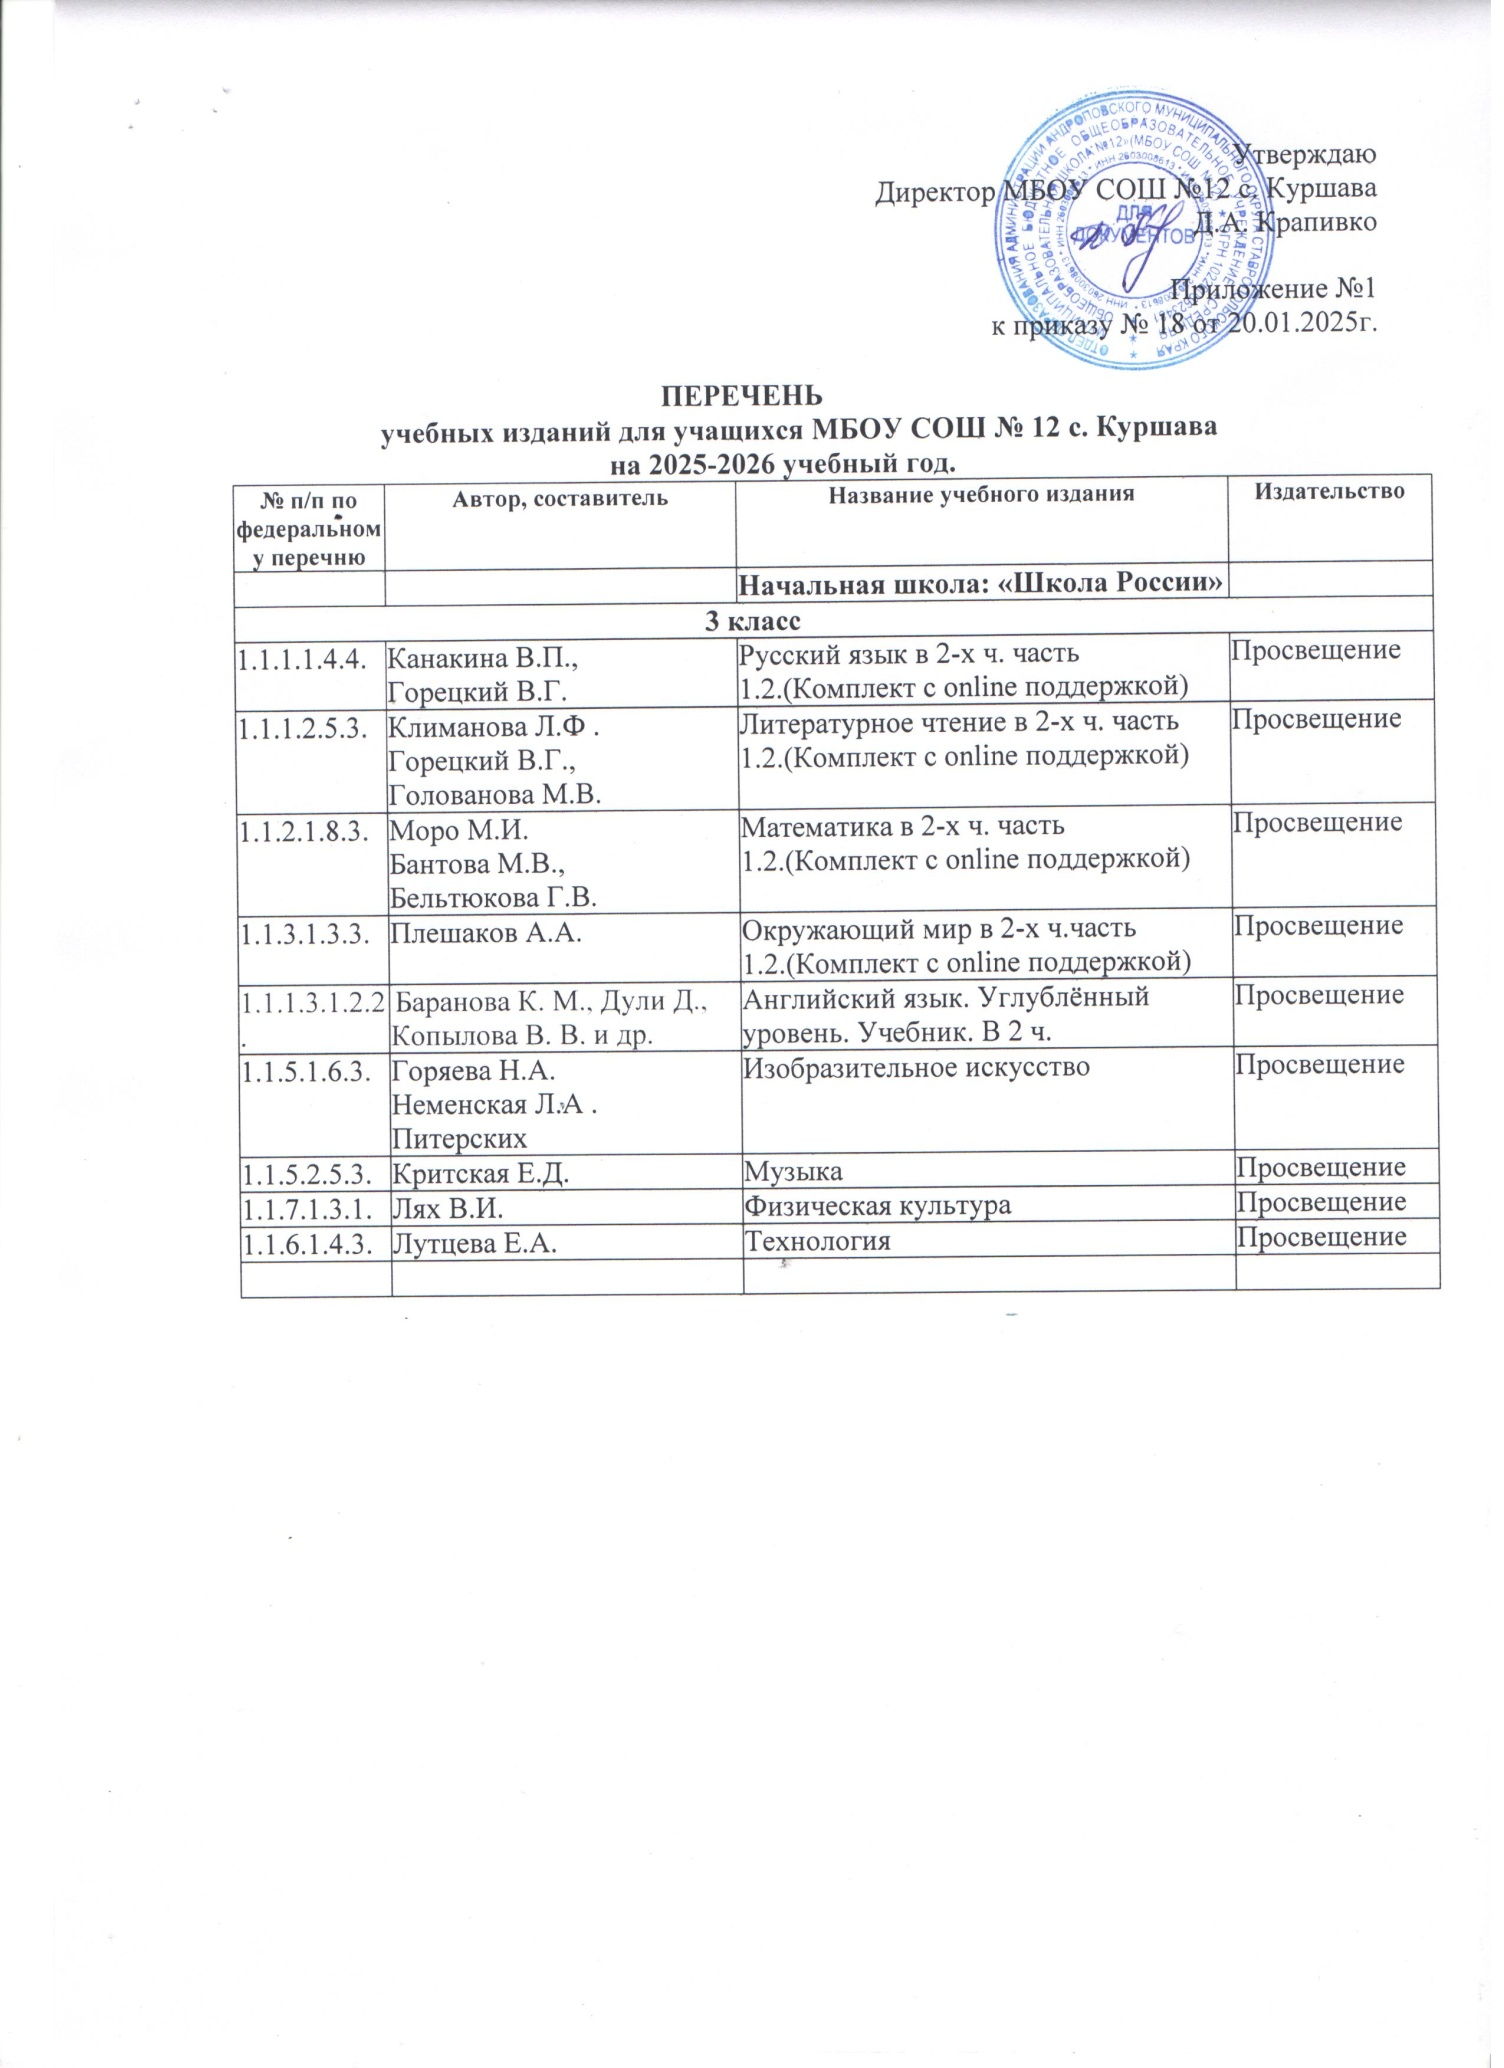 Утверждаю
Директор МБОУ СОШ №12 с. Куршава
Д.А. Крапивко
Приложение №1
к приказу № 18 от 20.01.2025г.
ДЛЯ
ДОКУМЕНТОВ
ПЕРЕЧЕНЬ
учебных изданий для учащихся МБОУ СОШ № 12 с. Куршава
на 2025-2026 учебный год.
№ п/п по
федеральном
у перечню
Автор, составитель
Название учебного издания
Издательство
Начальная школа: «Школа России»
3 класс
1.1.1.1.4.4.
Канакина В.П.,
Горецкий В.Г.
Русский язык в 2-х ч. часть
1.2.(Комплект с online поддержкой)
Просвещение
1.1.1.2.5.3.
Климанова Л.Ф .
Горецкий В.Г.,
Голованова М.В.
Литературное чтение в 2-х ч. часть
1.2.(Комплект с online поддержкой)
Просвещение
1.1.2.1.8.3.
Моро М.И.
Бантова М.В.,
Бельтюкова Г.В.
Математика в 2-х ч. часть
1.2.(Комплект с online поддержкой)
Просвещение
1.1.3.1.3.3.
Плешаков А.А.
Окружающий мир в 2-х ч.часть
1.2.(Комплект с online поддержкой)
Просвещение
1.1.1.3.1.2.2
.
Баранова К. М., Дули Д.,
Копылова В. В. и др.
Английский язык. Углублённый
уровень. Учебник. В 2 ч.
Просвещение
1.1.5.1.6.3.
Горяева Н.А.
Неменская Л.А .
Питерских
Изобразительное искусство
Просвещение
1.1.5.2.5.3.
Критская Е.Д.
Музыка
Просвещение
1.1.7.1.3.1.
Лях В.И.
Физическая культура
Просвещение
1.1.6.1.4.3.
Лутцева Е.А.
Технология
Просвещение